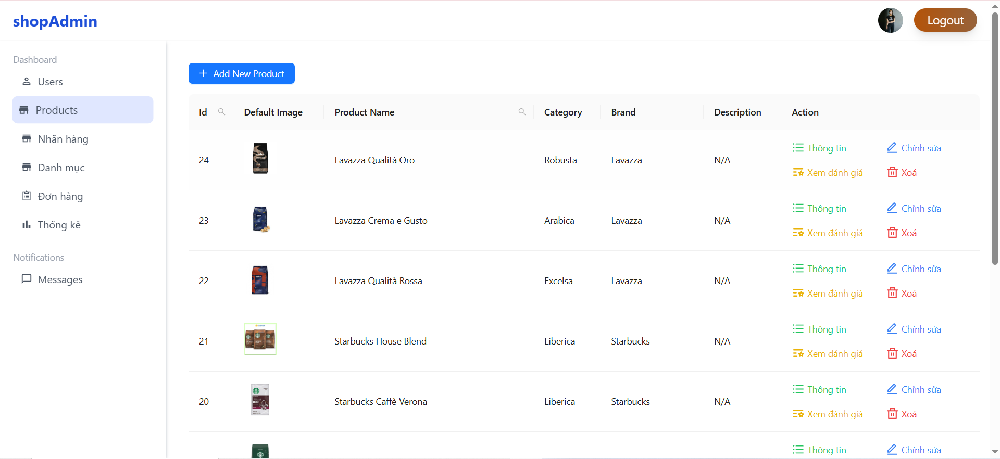 shopAdmin
Logout
Dashboard
Users
Products
Nhãn hàng
Danh mục
Đơn hàng
Thống kê
Notifications
Messages
Add New Product
Id Default Image Product Name Category Brand Description Action
24 Lavazza Qualità Oro Robusta Lavazza N/A Thông tin Chỉnh sửa
Xem đánh giá Xoá
23 Lavazza Crema e Gusto Arabica Lavazza N/A Thông tin Chỉnh sửa
Xem đánh giá Xoá
22 Lavazza Qualità Rossa Excelsa Lavazza N/A Thông tin Chỉnh sửa
Xem đánh giá Xoá
21 Starbucks House Blend Liberica Starbucks N/A Thông tin Chỉnh sửa
Xem đánh giá Xoá
20 Starbucks Caffè Verona Liberica Starbucks N/A Thông tin Chỉnh sửa
Xem đánh giá Xoá
Thông tin Chỉnh sửa